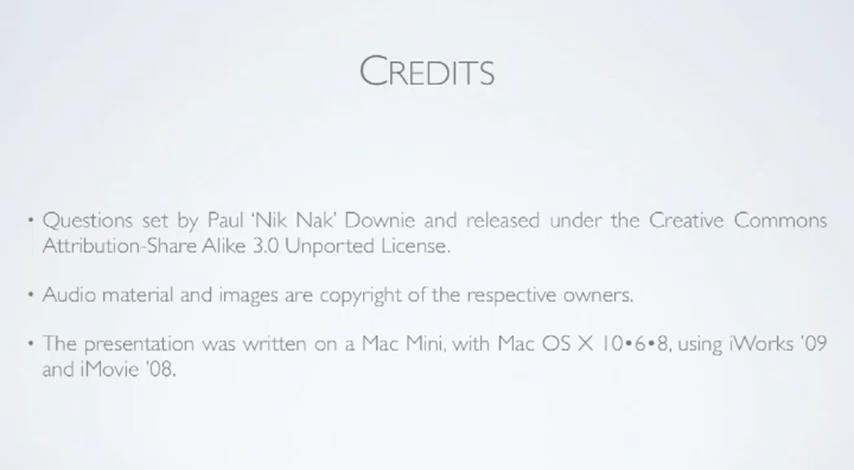 CREDITS
• Questions set by Paul ‘Nik Nak’ Downie and released under the Creative Commons
Attribution-Share Alike 3.0 Unported License.
• Audio material and images are copyright of the respective owners.
• The presentation was written on a Mac Mini, with Mac OS X 10•6•8, using iWorks ’09
and iMovie ’08.